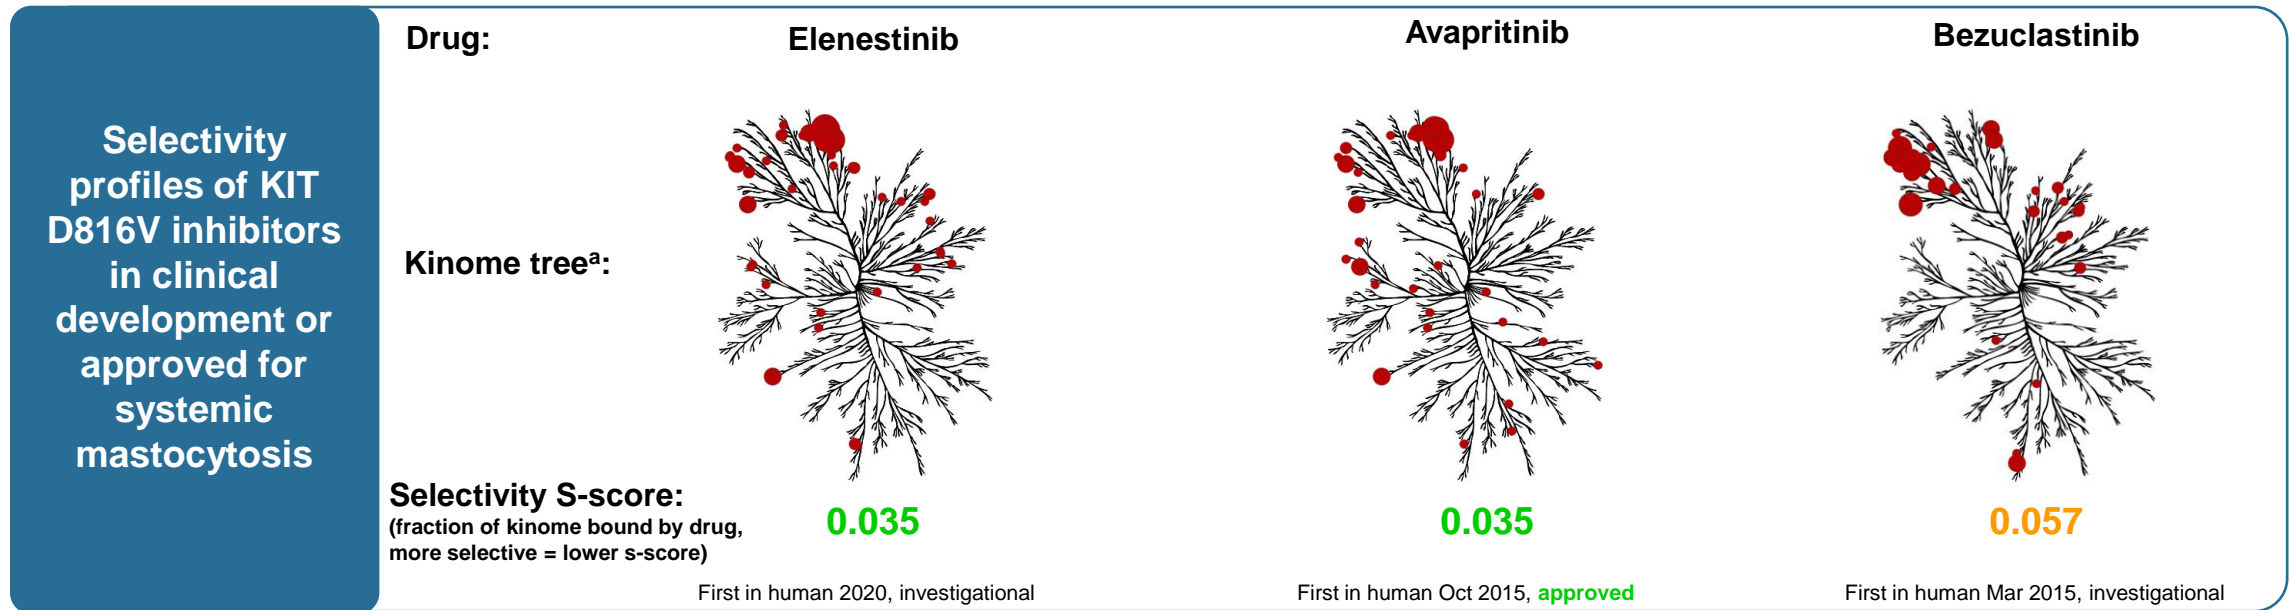 Selectivity
profiles of KIT
D816V inhibitors
in clinical
development or
approved for
systemic
mastocytosis
Drug:
Elenestinib
Avapritinib
Bezuclastinib
Kinome treeᵃ:
Selectivity S-score:
(fraction of kinome bound by drug,
more selective = lower s-score)
0.035
0.035
0.057
First in human 2020, investigational
First in human Oct 2015, approved
First in human Mar 2015, investigational